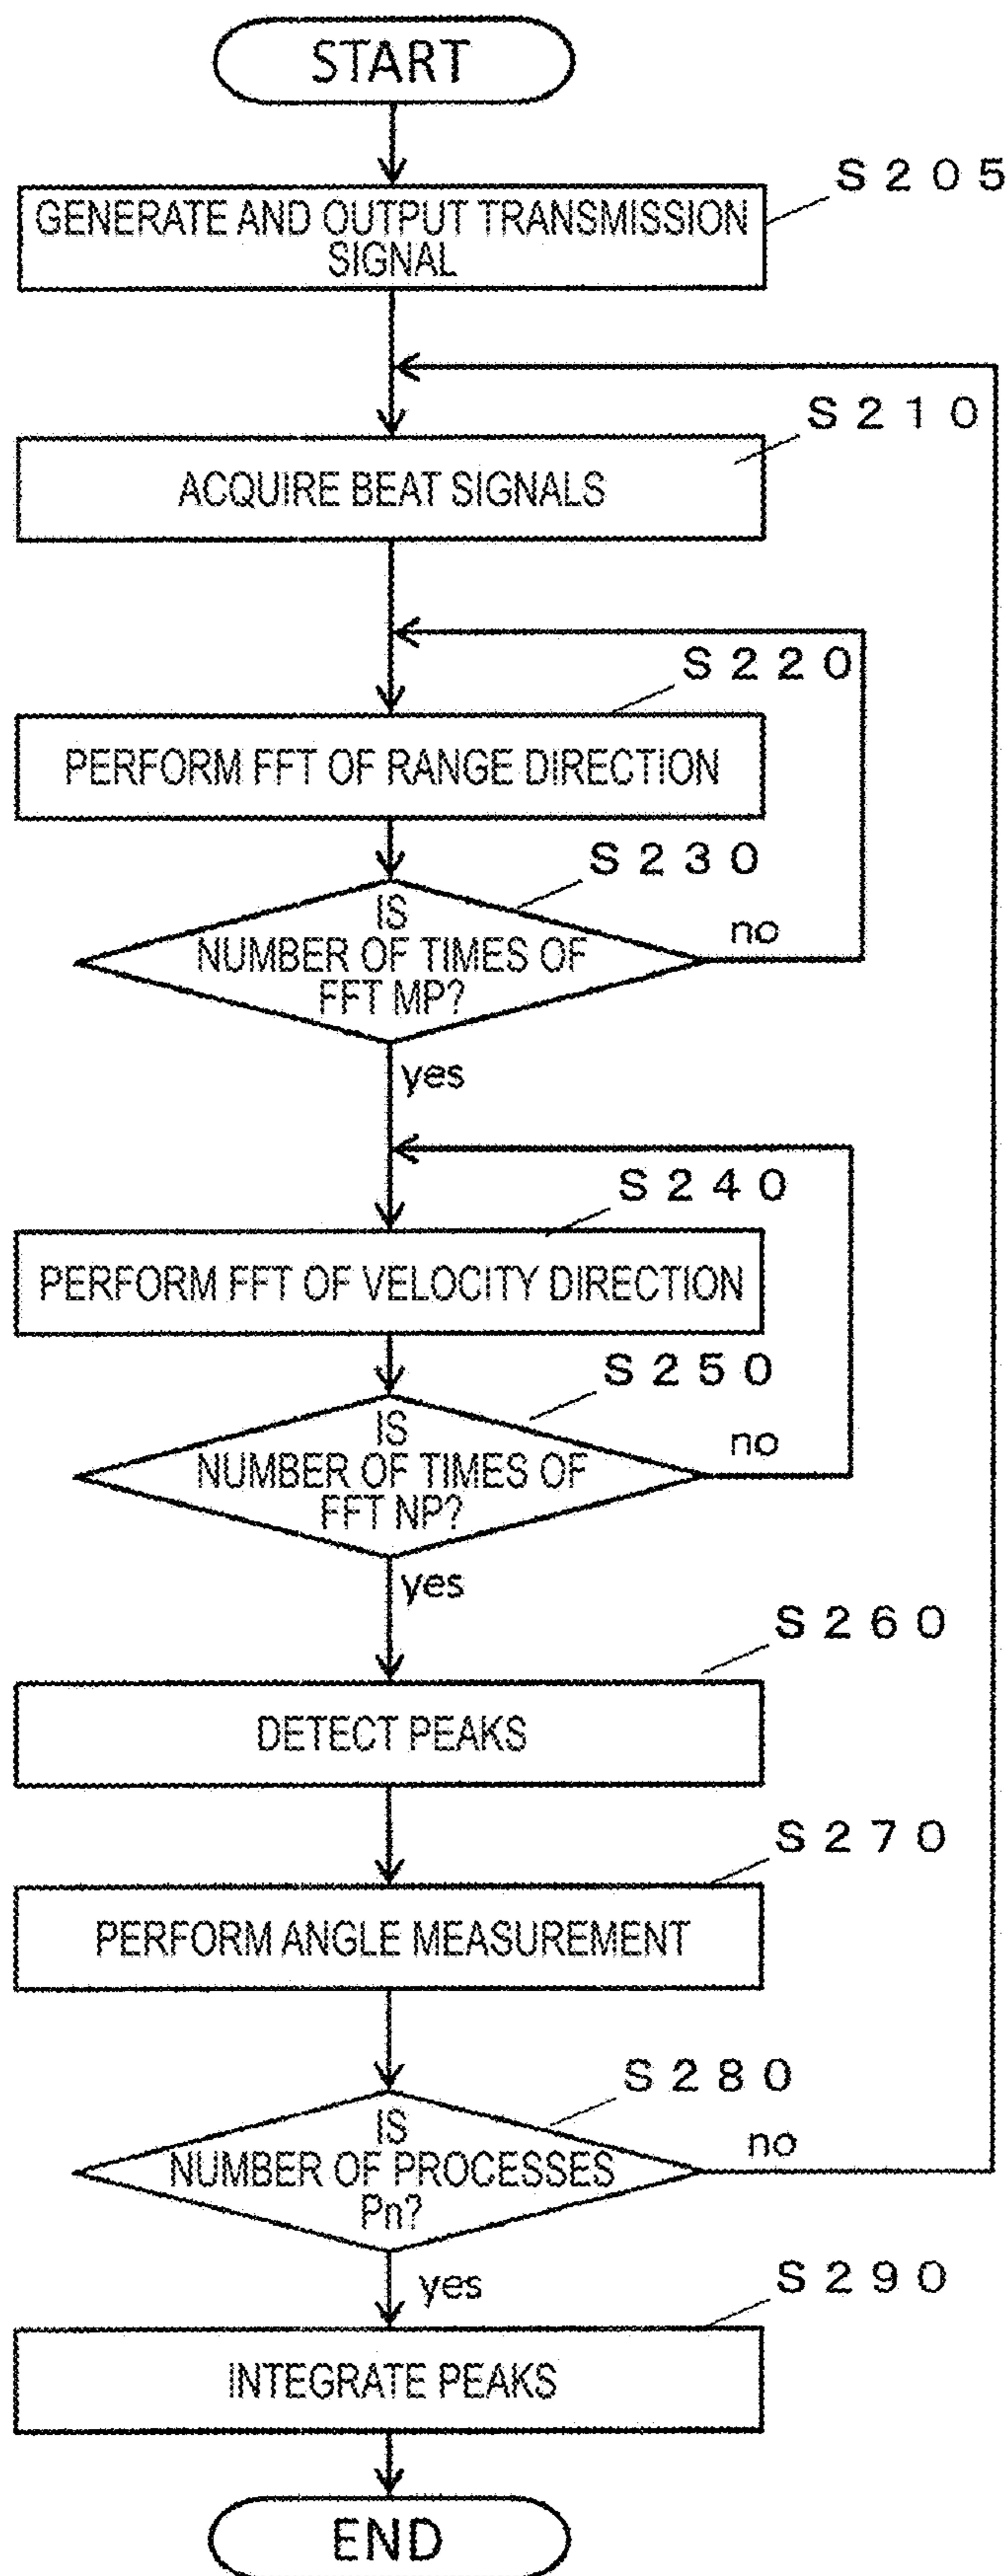 START
S205
GENERATE AND OUTPUT TRANSMISSION
SIGNAL
S210
ACQUIRE BEAT SIGNALS
S220
PERFORM FFT OF RANGE DIRECTION
S230
IS
NUMBER OF TIMES OF
FFT MP?
no
yes
S240
PERFORM FFT OF VELOCITY DIRECTION
S250
IS
NUMBER OF TIMES OF
FFT NP?
no
yes
S260
DETECT PEAKS
S270
PERFORM ANGLE MEASUREMENT
S280
IS
NUMBER OF PROCESSES
Pn?
no
yes
S290
INTEGRATE PEAKS
END